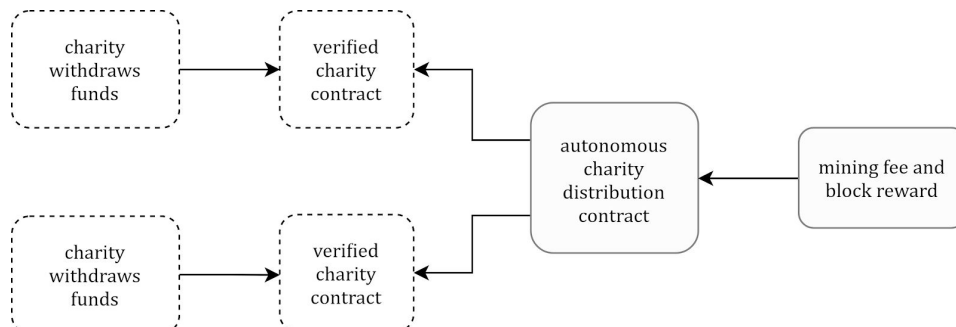 charity
withdraws
funds
verified
charity
contract
autonomous
charity
distribution
contract
mining fee and
block reward
charity
withdraws
funds
verified
charity
contract